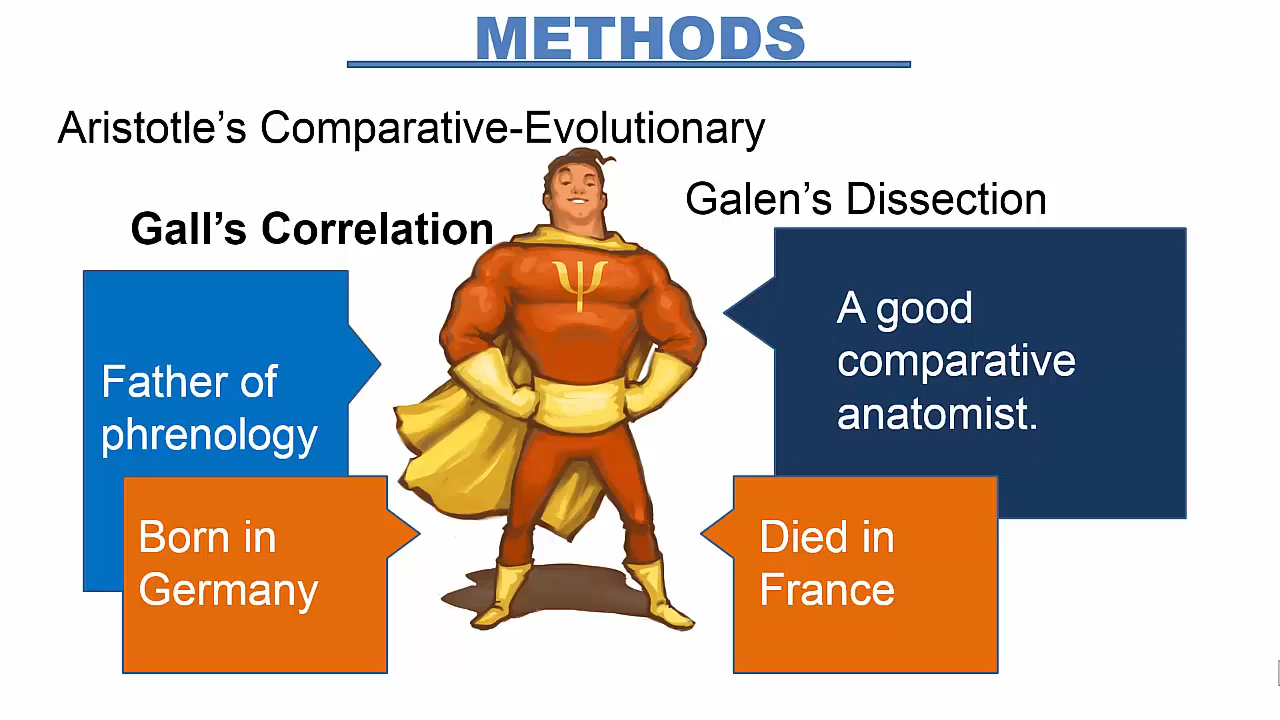 METHODS
Aristotle’s Comparative-Evolutionary
Galen’s Dissection
Gall’s Correlation
Father of
phrenology
A good
comparative
anatomist.
Born in
Germany
Died in
France
ψ